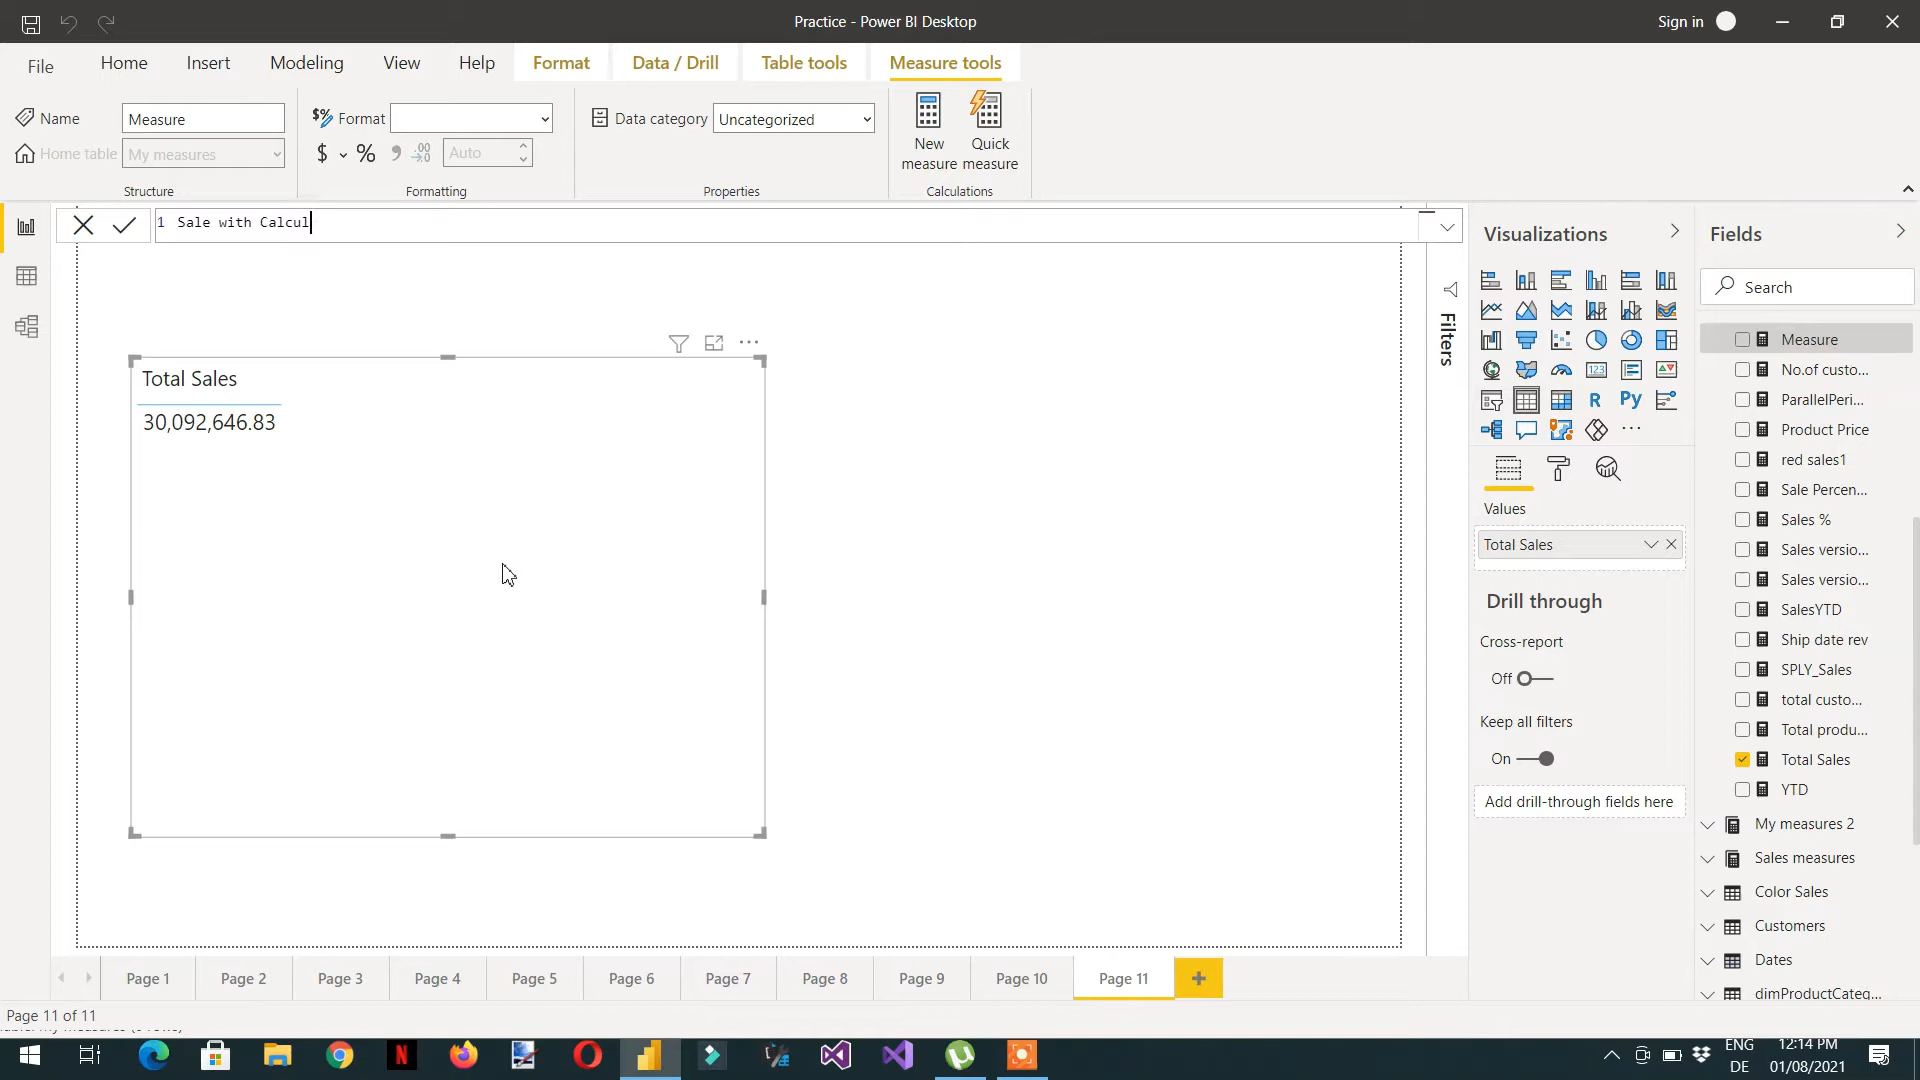 Practice - Power BI Desktop
Sign in
File
Home
Insert
Modeling
View
Help
Format
Data / Drill
Table tools
Measure tools
Name
Measure
Home table
My measures
Structure
$% Format
$ % 9 .00
Auto
Formatting
Data category
Uncategorized
Properties
New measure
Quick measure
Calculations
1 Sale with Calcul
Total Sales
30,092,646.83
Filters
Visualizations
123
R
Py
Values
Total Sales
Drill through
Cross-report
Off
Keep all filters
On
Add drill-through fields here
Fields
Search
Measure
No.of custo...
ParallelPeri...
Product Price
red sales1
Sale Percen...
Sales %
Sales versio...
Sales versio...
SalesYTD
Ship date rev
SPLY_Sales
total custo...
Total produ...
Total Sales
YTD
My measures 2
Sales measures
Color Sales
Customers
Dates
dimProductCateg...
Page 1
Page 2
Page 3
Page 4
Page 5
Page 6
Page 7
Page 8
Page 9
Page 10
Page 11
+
Page 11 of 11
N
ENG
DE
12:14 PM
01/08/2021